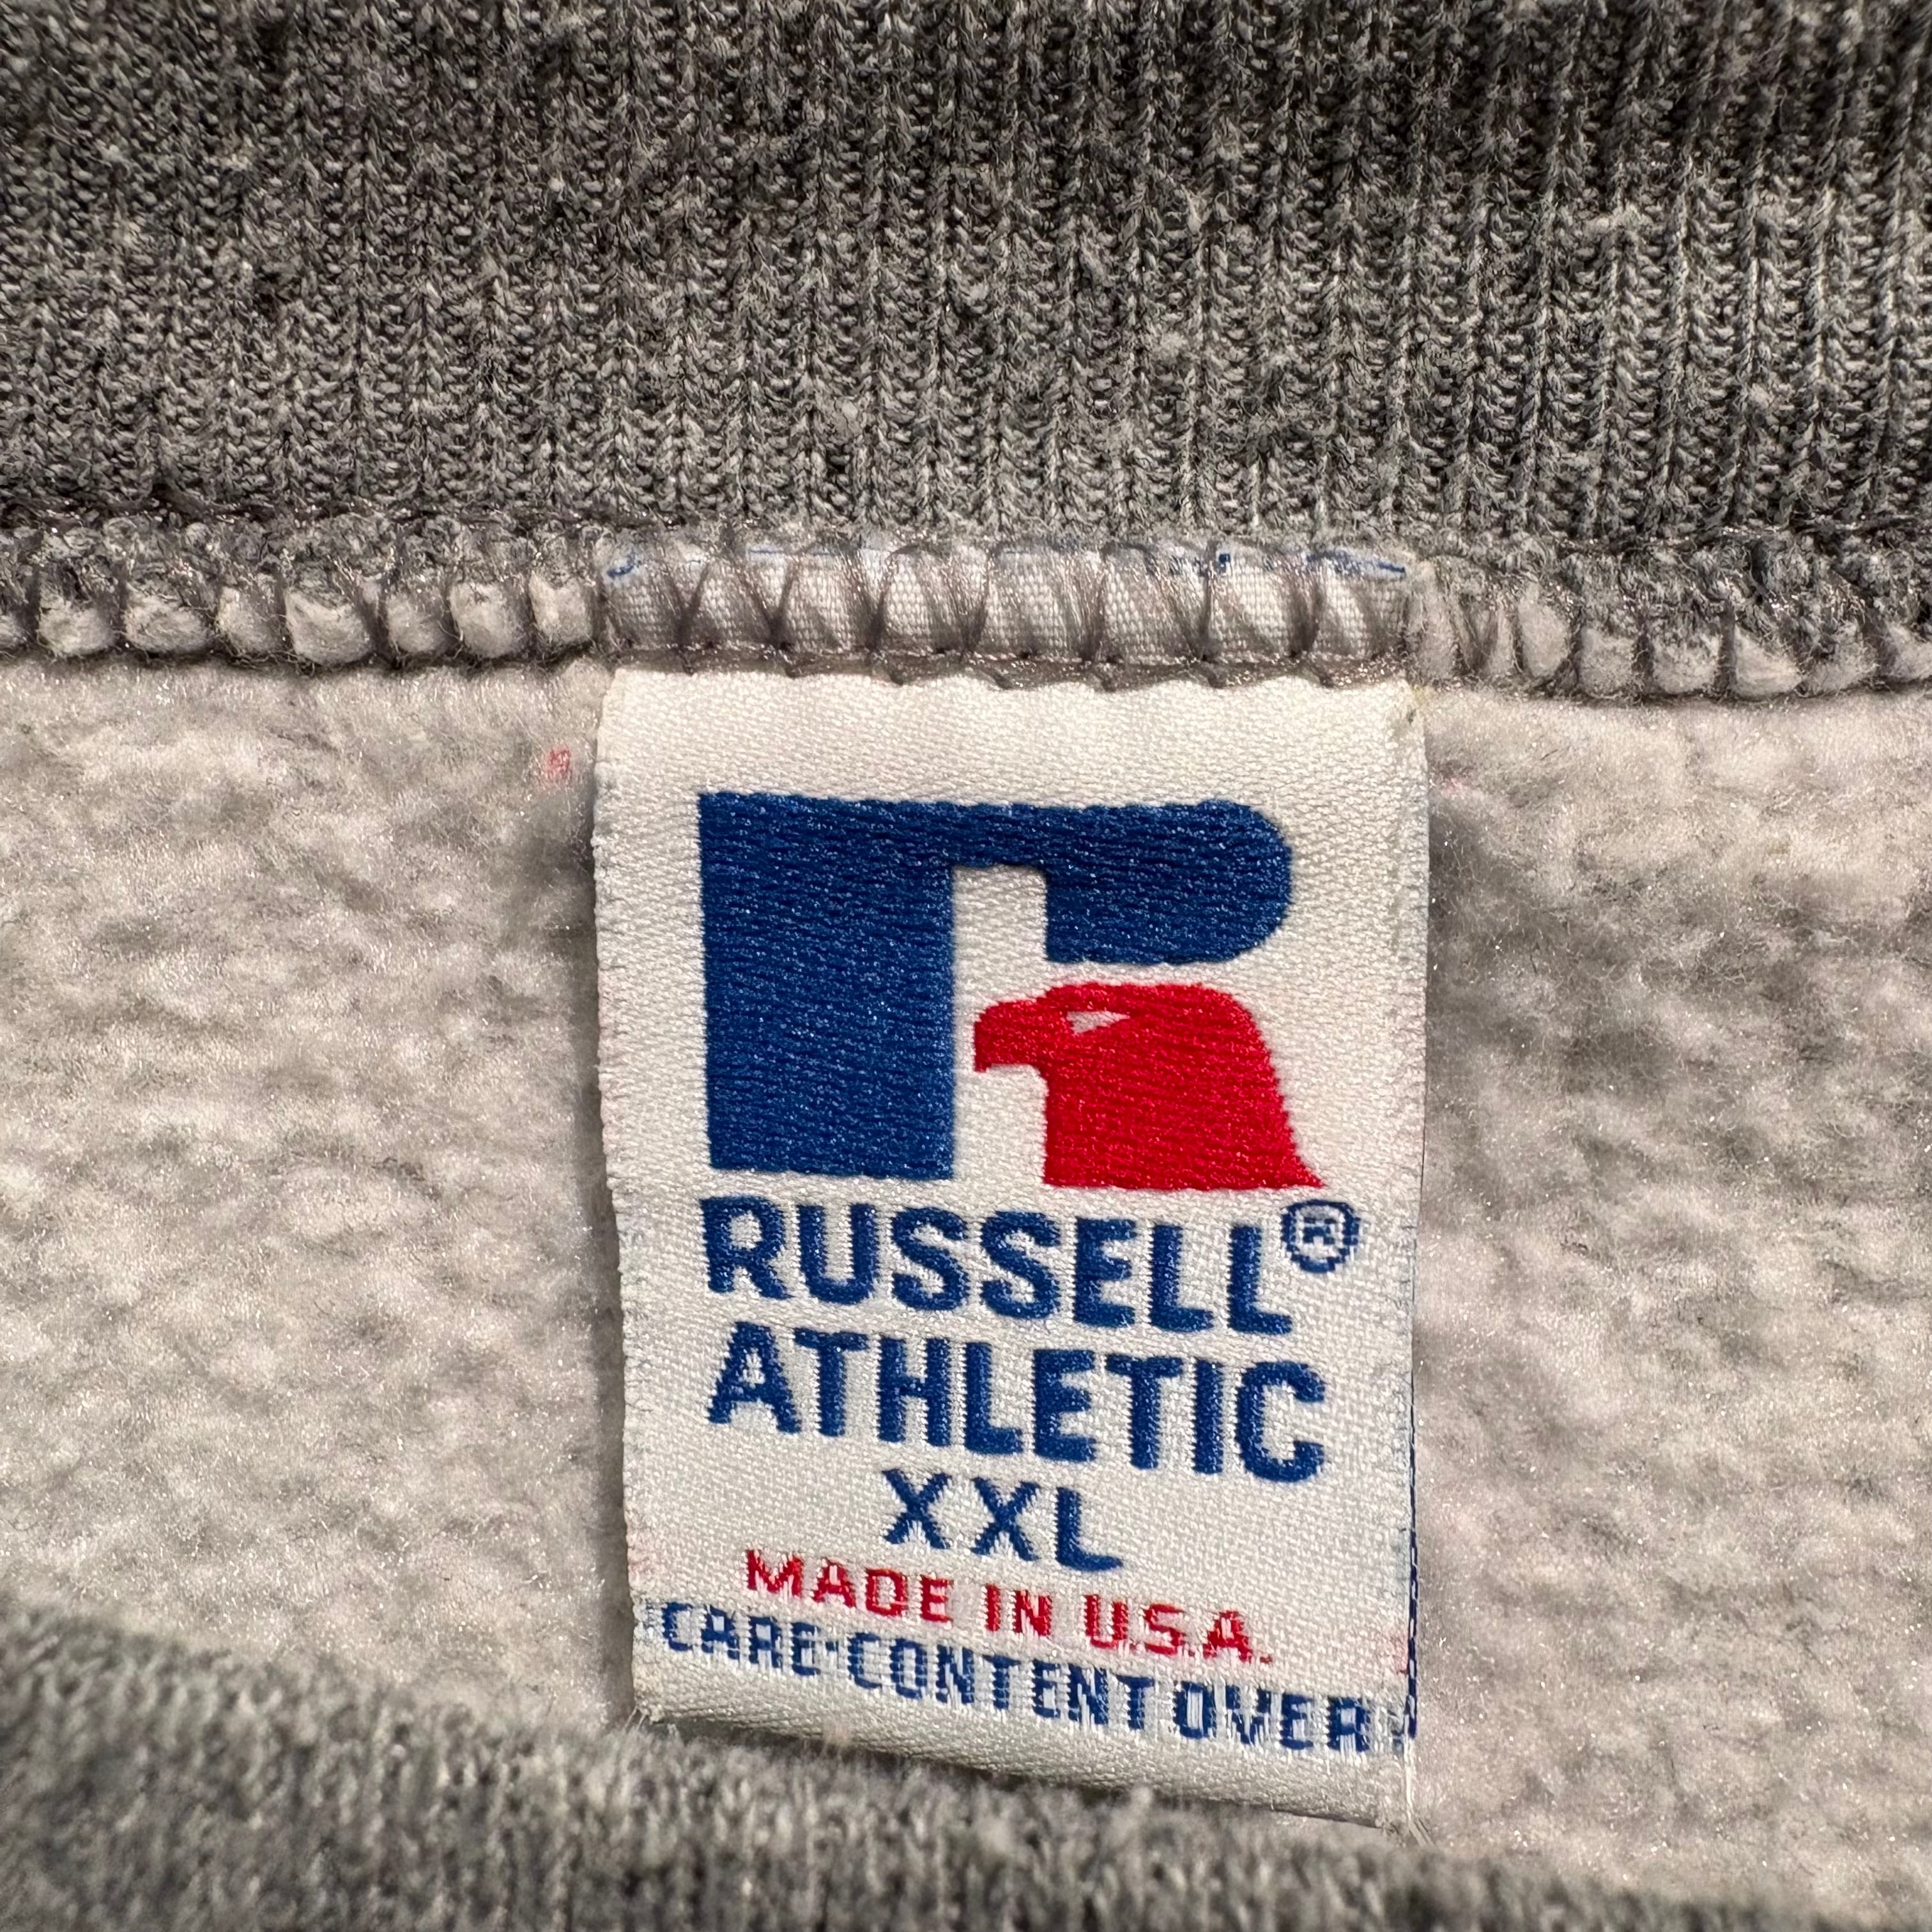 RUSSELL®
ATHLETIC
XXL
MADE IN U.S.A.
CARE·CONTENT OVER